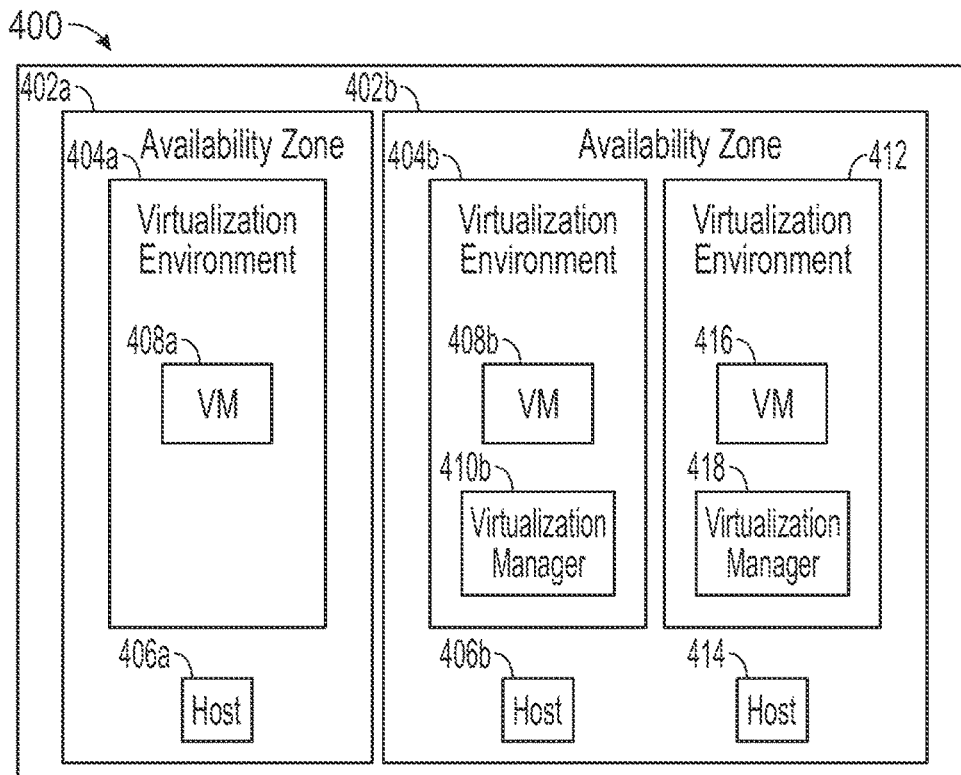 400
402a
402b
Availability Zone
Availability Zone
404a
404b
412
Virtualization
Environment
Virtualization
Environment
Virtualization
Environment
408a
408b
416
VM
VM
VM
410b
418
Virtualization
Manager
Virtualization
Manager
406a
406b
414
Host
Host
Host